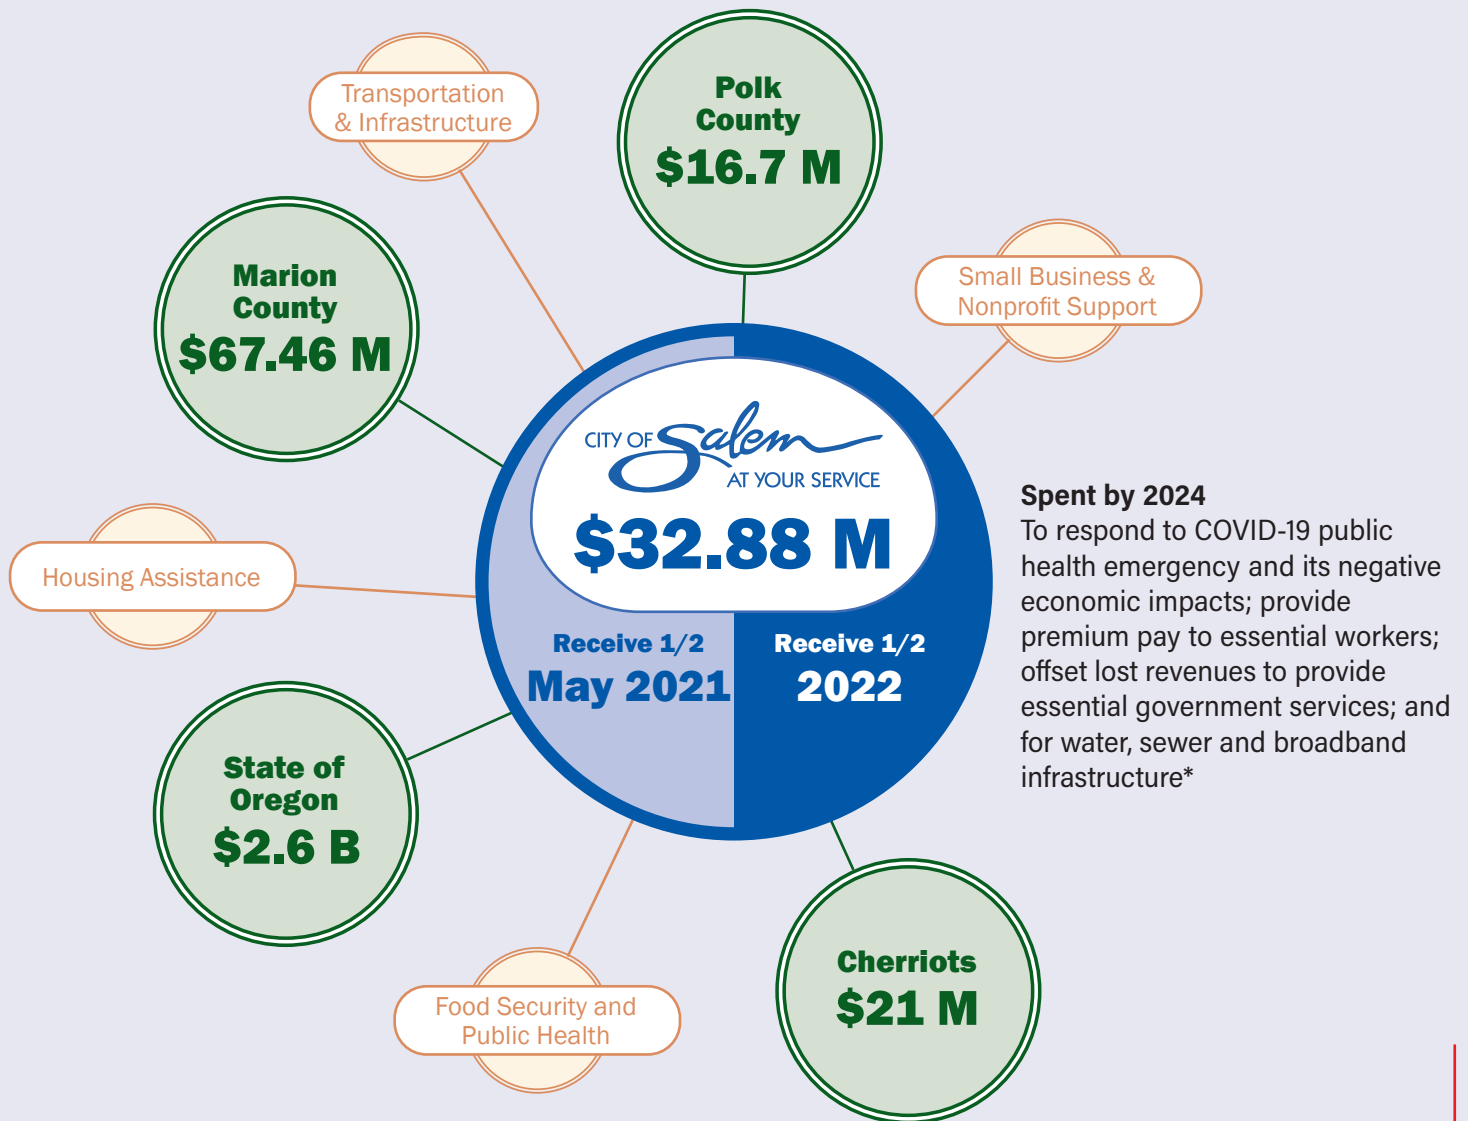 Transportation
& Infrastructure
Polk
County
$16.7 M
Marion
County
$67.46 M
Small Business &
Nonprofit Support
CITY OF Salem
AT YOUR SERVICE
$32.88 M
Receive 1/2
May 2021
Receive 1/2
2022
Spent by 2024
To respond to COVID-19 public
health emergency and its negative
economic impacts; provide
premium pay to essential workers;
offset lost revenues to provide
essential government services; and
for water, sewer and broadband
infrastructure*
Housing Assistance
State of
Oregon
$2.6 B
Food Security and
Public Health
Cherriots
$21 M